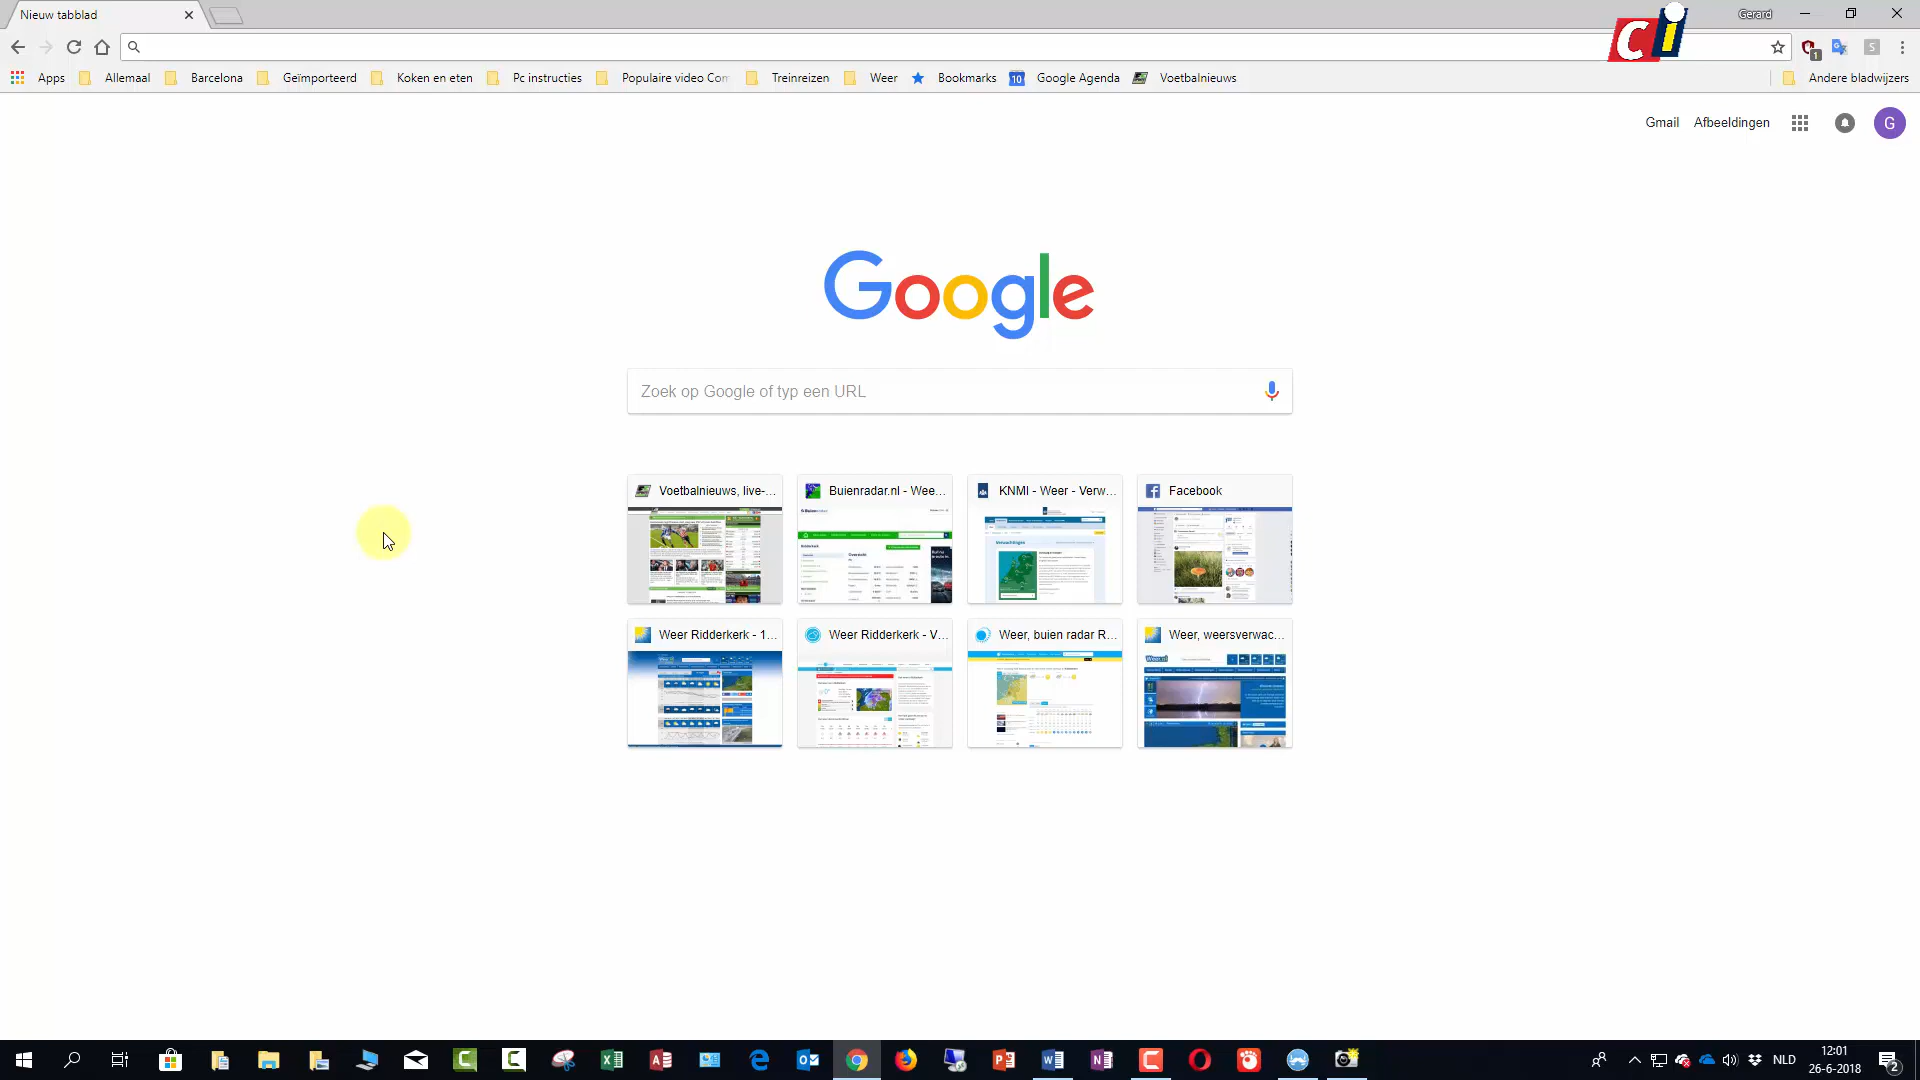 Nieuw tabblad
Gerard
Apps Allemaal Barcelona Geïmporteerd Koken en eten Pc instructies Populaire video Com Treinreizen Weer Bookmarks Google Agenda Voetbalnieuws Andere bladwijzers
Gmail Afbeeldingen G
Google
Zoek op Google of typ een URL
Voetbalnieuws, live-... Buienradar.nl - Wee... KNMI - Weer - Verw... Facebook
Weer Ridderkerk - 1... Weer Ridderkerk - V... Weer, buien radar R... Weer, weersverwac...
NLD 12:01
26-6-2018